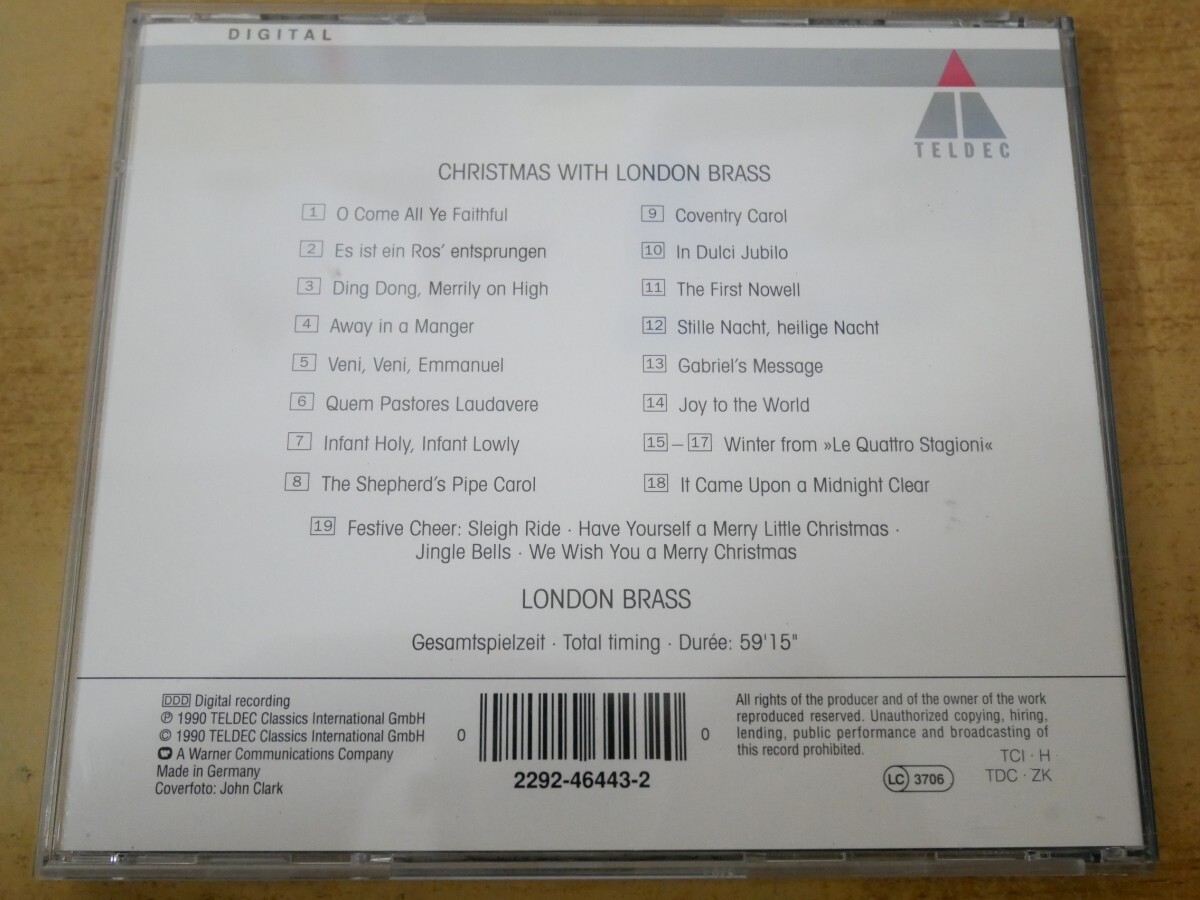 DIGITAL
TELDEC
CHRISTMAS WITH LONDON BRASS
1 O Come All Ye Faithful
2 Es ist ein Ros' entsprungen
3 Ding Dong, Merrily on High
4 Away in a Manger
5 Veni, Veni, Emmanuel
6 Quem Pastores Laudavere
7 Infant Holy, Infant Lowly
8 The Shepherd's Pipe Carol
9 Coventry Carol
10 In Dulci Jubilo
11 The First Nowell
12 Stille Nacht, heilige Nacht
13 Gabriel's Message
14 Joy to the World
15 – 17 Winter from »Le Quattro Stagioni«
18 It Came Upon a Midnight Clear
19 Festive Cheer: Sleigh Ride · Have Yourself a Merry Little Christmas ·
Jingle Bells · We Wish You a Merry Christmas
LONDON BRASS
Gesamtspielzeit · Total timing · Durée: 59'15"
DDD Digital recording
℗ 1990 TELDEC Classics International GmbH
© 1990 TELDEC Classics International GmbH
A Warner Communications Company
Made in Germany
Coverfoto: John Clark
0 0
2292-46443-2
All rights of the producer and of the owner of the work
reproduced reserved. Unauthorized copying, hiring,
lending, public performance and broadcasting of
this record prohibited.
TCI · H
LC 3706 TDC · ZK